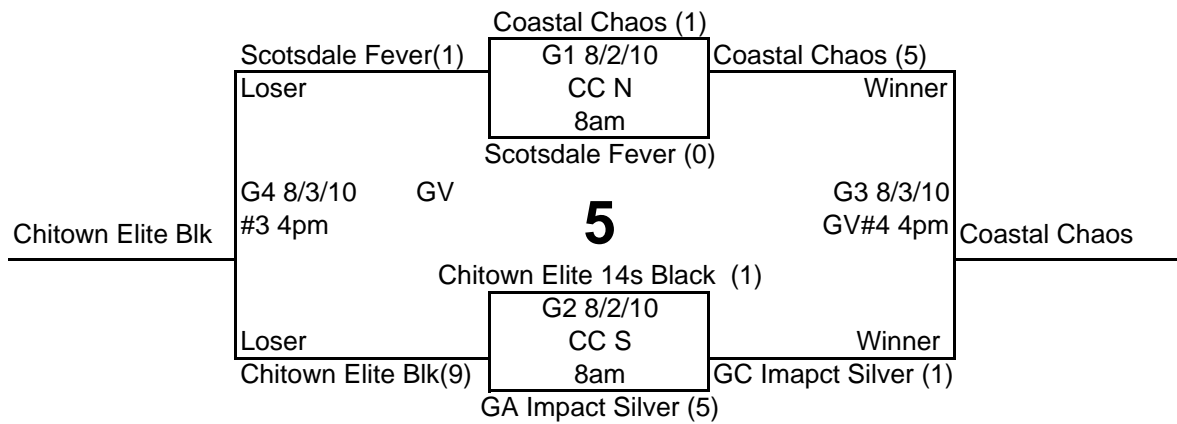 Coastal Chaos (1)
Scotsdale Fever(1)
G1 8/2/10
Coastal Chaos (5)
Loser
CC N
Winner
8am
Scotsdale Fever (0)
G4 8/3/10 GV
G3 8/3/10
#3 4pm
5
GV#4 4pm
Chitown Elite Blk
Coastal Chaos
Chitown Elite 14s Black (1)
G2 8/2/10
Loser
CC S
Winner
Chitown Elite Blk(9)
8am
GC Imapct Silver (1)
GA Impact Silver (5)